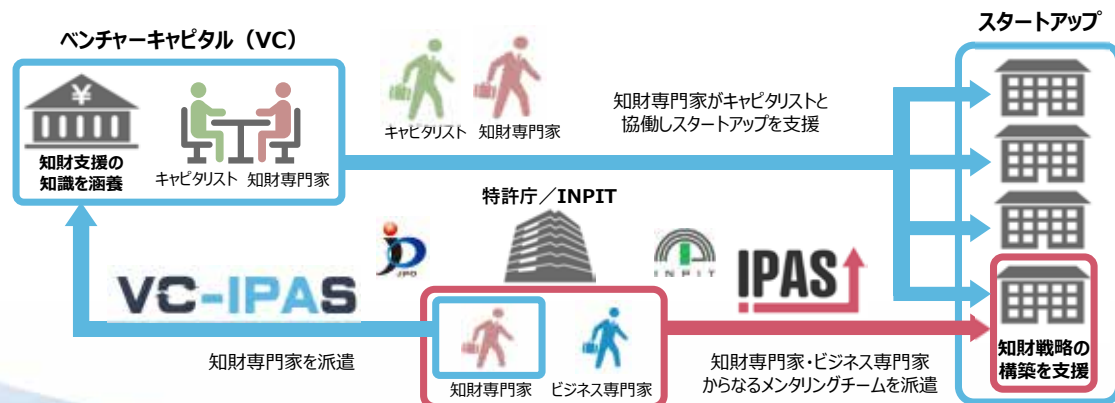 ベンチャーキャピタル（VC）
スタートアップ
¥
知財支援の
知識を涵養
キャピタリスト 知財専門家
キャピタリスト 知財専門家
知財専門家がキャピタリストと
協働しスタートアップを支援
特許庁／INPIT
JPO
INPIT
VC-IPAS
IPAS
知財専門家を派遣
知財専門家 ビジネス専門家
知財専門家・ビジネス専門家
からなるメンタリングチームを派遣
知財戦略の
構築を支援